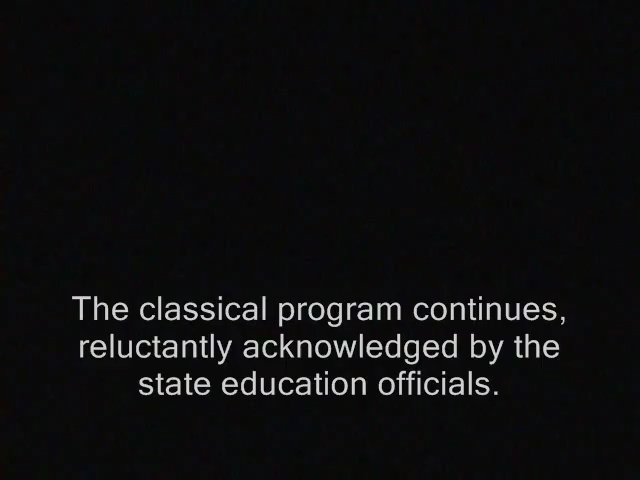 The classical program continues,
reluctantly acknowledged by the
state education officials.